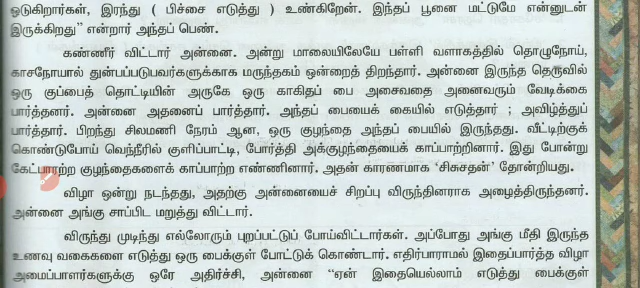 ஓடுகிறார்கள், இரந்து ( பிச்சை எடுத்து ) உண்கிறேன். இந்தப் பூனை மட்டுமே என்னுடன்
இருக்கிறது” என்றார் அந்தப் பெண்.
கண்ணீர் விட்டார் அன்னை. அன்று மாலையிலேயே பள்ளி வளாகத்தில் தொழுநோய்,
காசநோயால் துன்பப்படுபவர்களுக்காக மருந்தகம் ஒன்றைத் திறந்தார். அன்னை இருந்த தெருவில்
ஒரு குப்பைத் தொட்டியின் அருகே ஒரு காகிதப் பை அசைவதை அனைவரும் வேடிக்கை
பார்த்தனர். அன்னை அதனைப் பார்த்தார். அந்தப் பையைக் கையில் எடுத்தார் ; அவிழ்த்துப்
பார்த்தார். பிறந்து சிலமணி நேரம் ஆன, ஒரு குழந்தை அந்தப் பையில் இருந்தது. வீட்டிற்குக்
கொண்டுபோய் வெந்நீரில் குளிப்பாட்டி, போர்த்தி அக்குழந்தையைக் காப்பாற்றினார். இது போன்று
கேட்பாரற்ற குழந்தைகளைக் காப்பாற்ற எண்ணினார். அதன் காரணமாக ‘சிசுசதன்’ தோன்றியது.
விழா ஒன்று நடந்தது, அதற்கு அன்னையைச் சிறப்பு விருந்தினராக அழைத்திருந்தனர்.
அன்னை அங்கு சாப்பிட மறுத்து விட்டார்.
விருந்து முடிந்து எல்லோரும் புறப்பட்டுப் போய்விட்டார்கள். அப்போது அங்கு மீதி இருந்த
உணவு வகைகளை எடுத்து ஒரு பைக்குள் போட்டுக் கொண்டார். எதிர்பாராமல் இதைப்பார்த்த விழா
அமைப்பாளர்களுக்கு ஒரே அதிர்ச்சி, அன்னை “ஏன் இதையெல்லாம் எடுத்து பைக்குள்